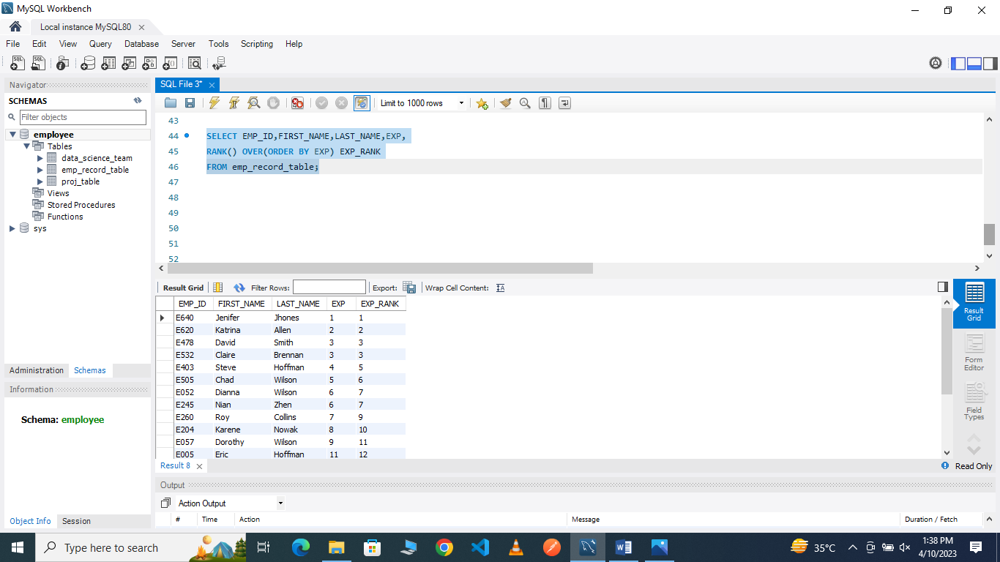 MySQL Workbench
Local instance MySQL80
File Edit View Query Database Server Tools Scripting Help
Navigator
SCHEMAS
Filter objects
employee
Tables
data_science_team
emp_record_table
proj_table
Views
Stored Procedures
Functions
sys
Administration Schemas
Information
Schema: employee
Object Info Session
SQL File 3*
Limit to 1000 rows
43
44 SELECT EMP_ID,FIRST_NAME,LAST_NAME,EXP,
45 RANK() OVER(ORDER BY EXP) EXP_RANK
46 FROM emp_record_table;
47
48
49
50
51
52
Result Grid Filter Rows: Export: Wrap Cell Content:
EMP_ID FIRST_NAME LAST_NAME EXP EXP_RANK
E640 Jenifer Jhones 1 1
E620 Katrina Allen 2 2
E478 David Smith 3 3
E532 Claire Brennan 3 3
E403 Steve Hoffman 4 5
E505 Chad Wilson 5 6
E052 Dianna Wilson 6 7
E245 Nian Zhen 6 7
E260 Roy Collins 7 9
E204 Karene Nowak 8 10
E057 Dorothy Wilson 9 11
E005 Eric Hoffman 11 12
Result Grid
Form Editor
Field Types
Result 8
Read Only
Output
Action Output
# Time Action Message Duration / Fetch
Type here to search
35°C
1:38 PM
4/10/2023